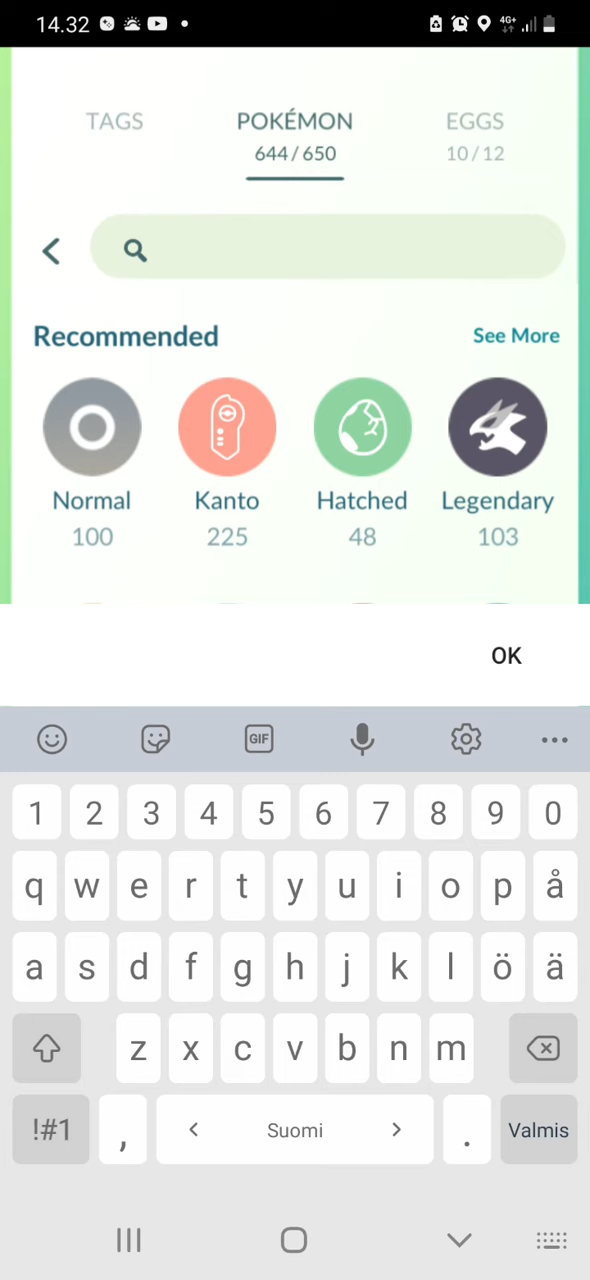 14.32
4G+
TAGS POKÉMON EGGS
644/650 10/12
Recommended See More
Normal Kanto Hatched Legendary
100 225 48 103
OK
GIF
1 2 3 4 5 6 7 8 9 0
q w e r t y u i o p å
a s d f g h j k l ö ä
z x c v b n m
!#1 , < Suomi > . Valmis